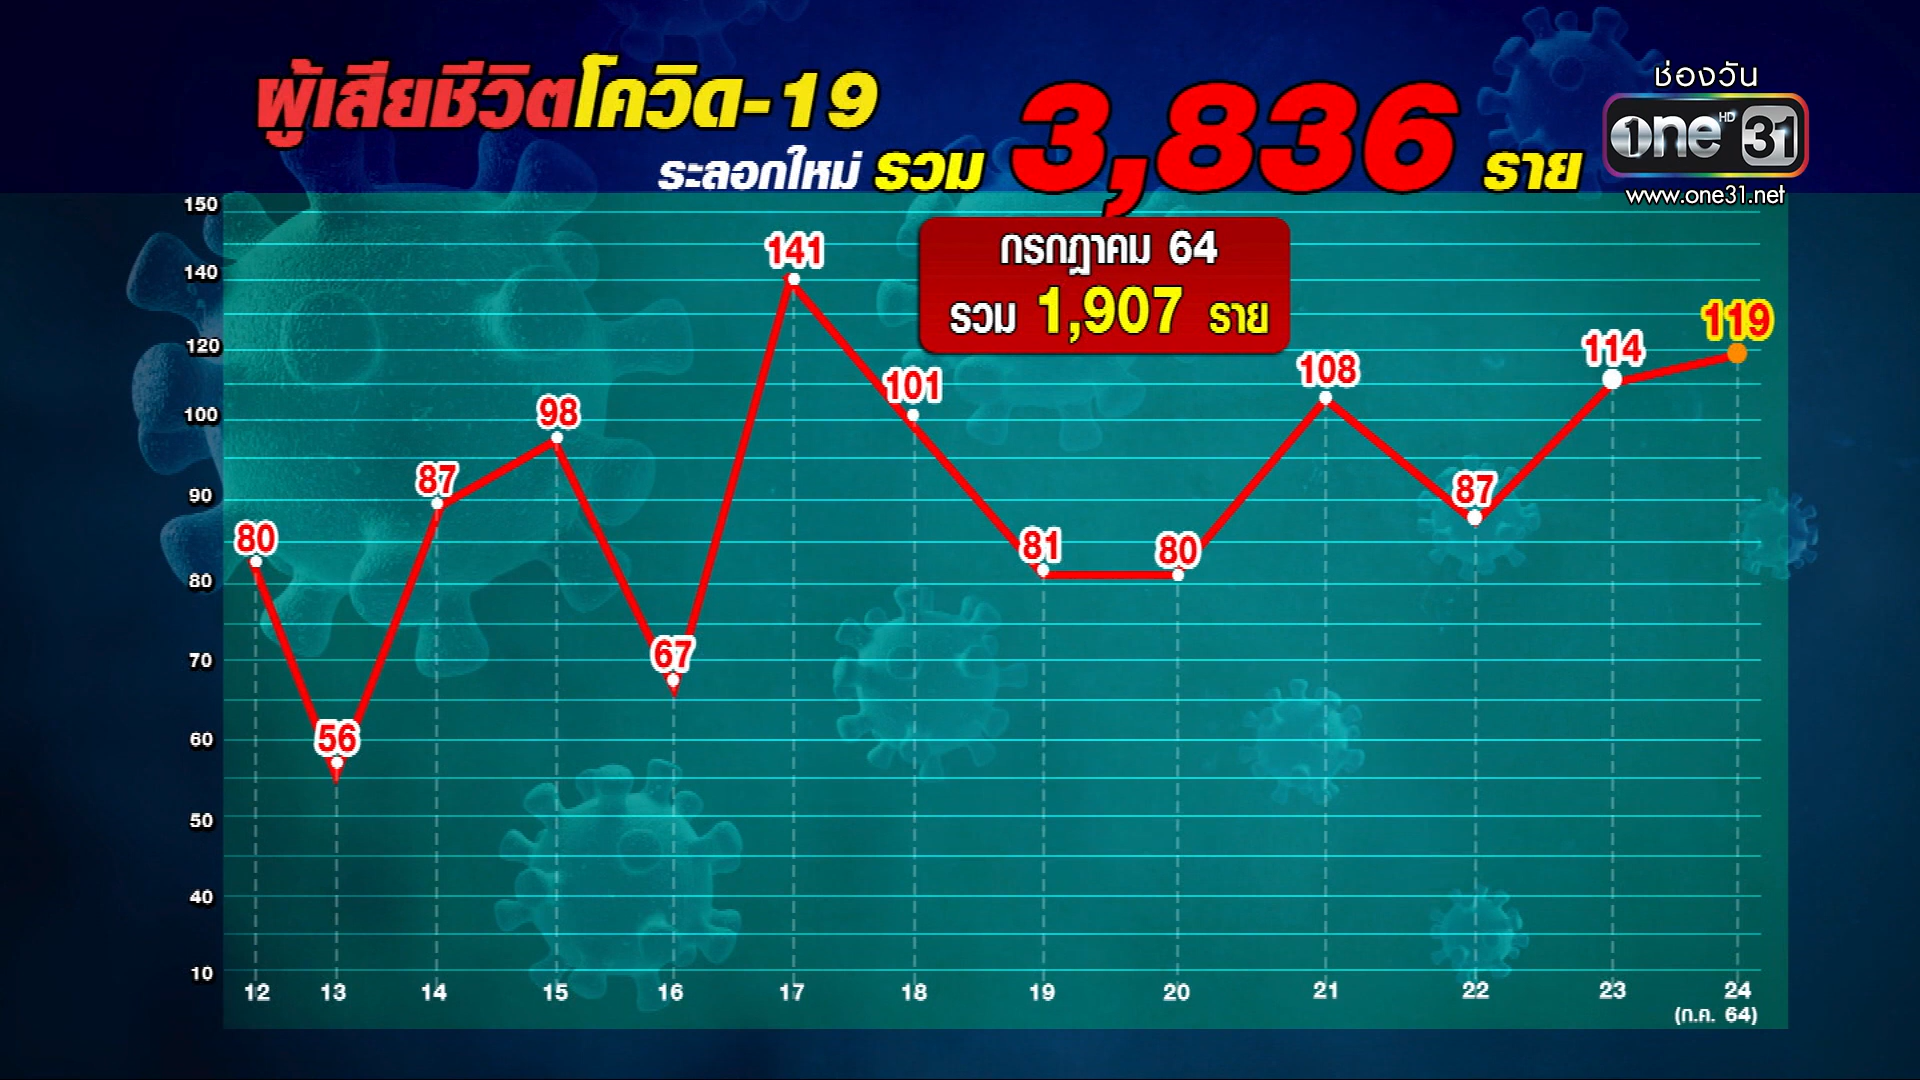 ผู้เสียชีวิตโควิด-19
ระลอกใหม่ รวม 3,836 ราย
ช่องวัน
one HD 31
www.one31.net
กรกฎาคม 64
รวม 1,907 ราย
150
140
120
100
90
80
70
60
50
40
10
80
56
87
98
67
141
101
81
80
108
87
114
119
12 13 14 15 16 17 18 19 20 21 22 23 24
(ก.ค. 64)